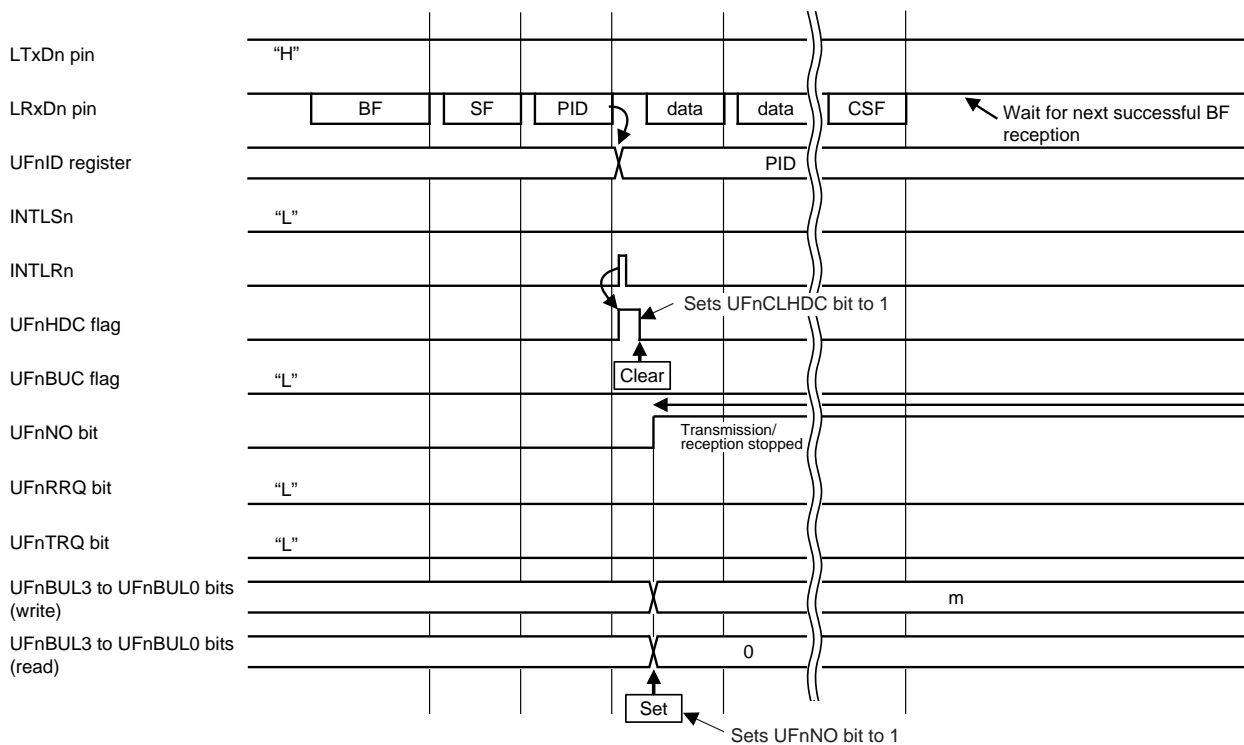 LTxDn pin “H”
LRxDn pin BF SF PID data data CSF
Wait for next successful BF
reception
UFnID register PID
INTLSn “L”
INTLRn
Sets UFnCLHDC bit to 1
UFnHDC flag
Clear
UFnBUC flag “L”
UFnNO bit
Transmission/
reception stopped
UFnRRQ bit “L”
UFnTRQ bit “L”
UFnBUL3 to UFnBUL0 bits
(write)
m
UFnBUL3 to UFnBUL0 bits
(read)
0
Set
Sets UFnNO bit to 1